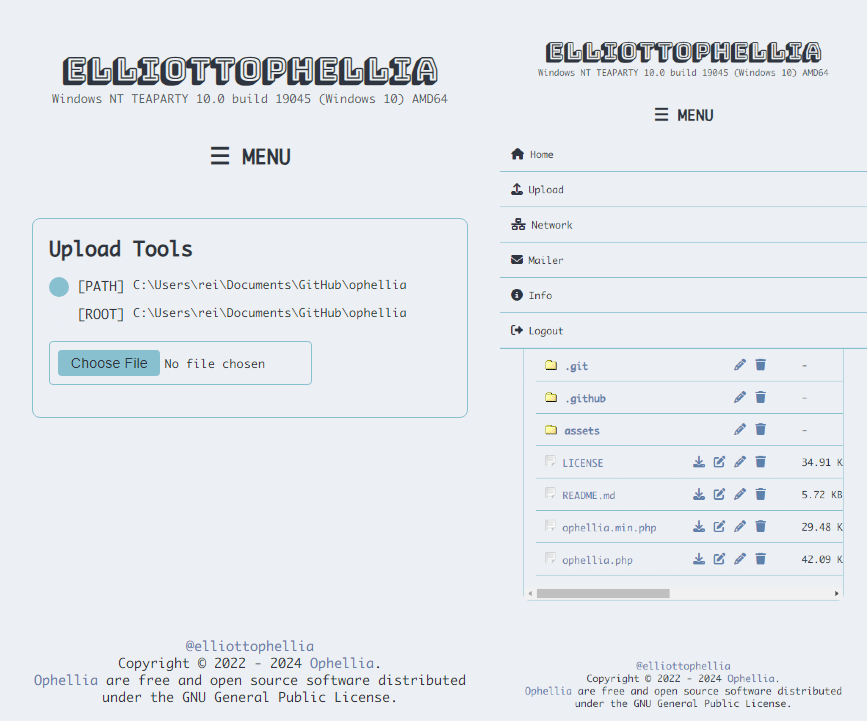 ELLIOTTOPHELLIA
Windows NT TEAPARTY 10.0 build 19045 (Windows 10) AMD64
☰ MENU
Upload Tools
[PATH] C:\Users\rei\Documents\GitHub\ophellia
[ROOT] C:\Users\rei\Documents\GitHub\ophellia
Choose File No file chosen
@elliottophellia
Copyright © 2022 - 2024 Ophellia.
Ophellia are free and open source software distributed
under the GNU General Public License.
ELLIOTTOPHELLIA
Windows NT TEAPARTY 10.0 build 19045 (Windows 10) AMD64
☰ MENU
Home
Upload
Network
Mailer
Info
Logout
.git -
.github -
assets -
LICENSE 34.91 K
README.md 5.72 KB
ophellia.min.php 29.48 K
ophellia.php 42.09 K
@elliottophellia
Copyright © 2022 - 2024 Ophellia.
Ophellia are free and open source software distributed
under the GNU General Public License.